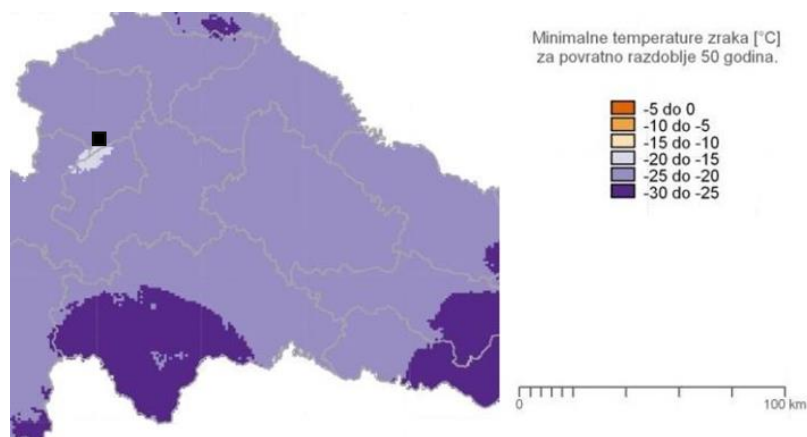 Minimalne temperature zraka [°C]
za povratno razdoblje 50 godina.
-5 do 0
-10 do -5
-15 do -10
-20 do -15
-25 do -20
-30 do -25
0 100 km